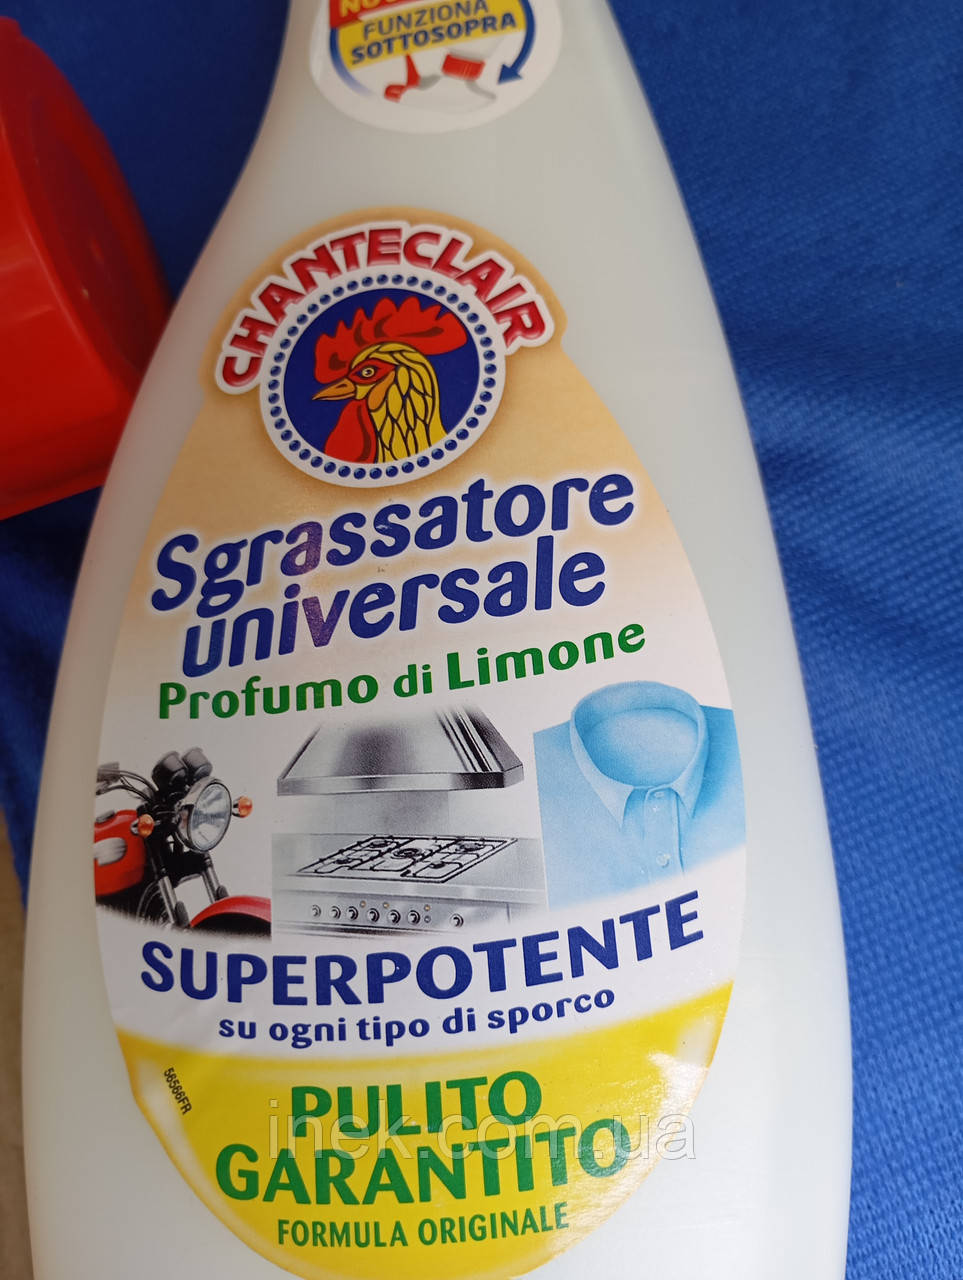 FUNZIONA
SOTTOSOPRA
CHANTECLAIR
Sgrassatore
universale
Profumo di Limone
SUPERPOTENTE
su ogni tipo di sporco
56566FR
PULITO
GARANTITO
FORMULA ORIGINALE
inek.com.ua